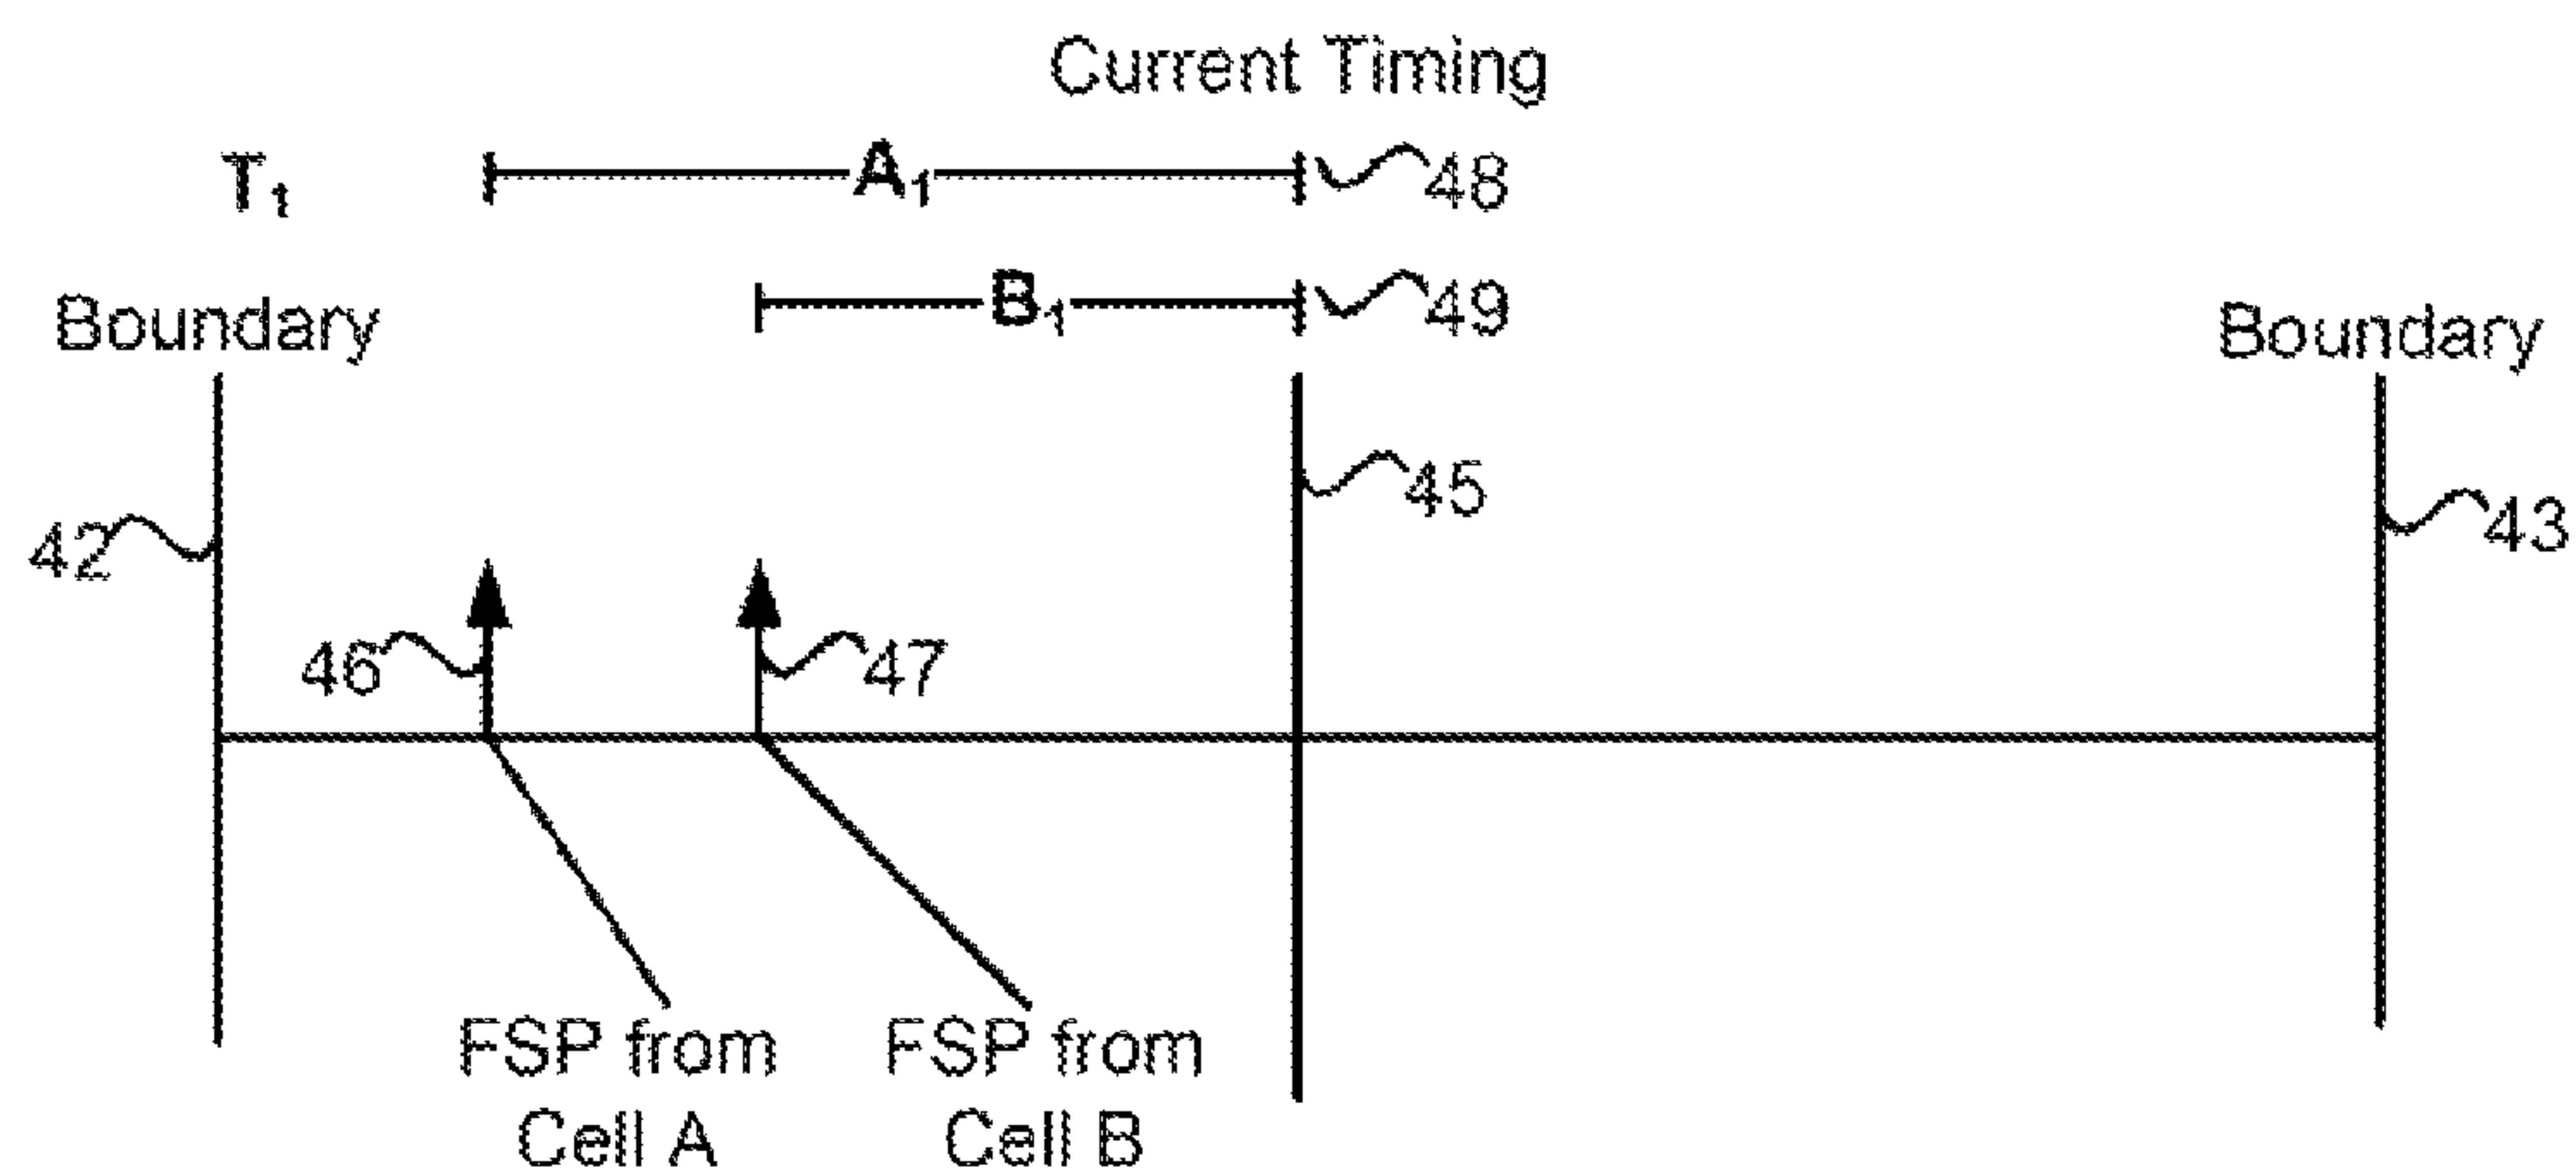 Current Timing
T₁
A₁
48
B₁
49
Boundary
Boundary
45
42
43
46
47
FSP from
Cell A
FSP from
Cell B